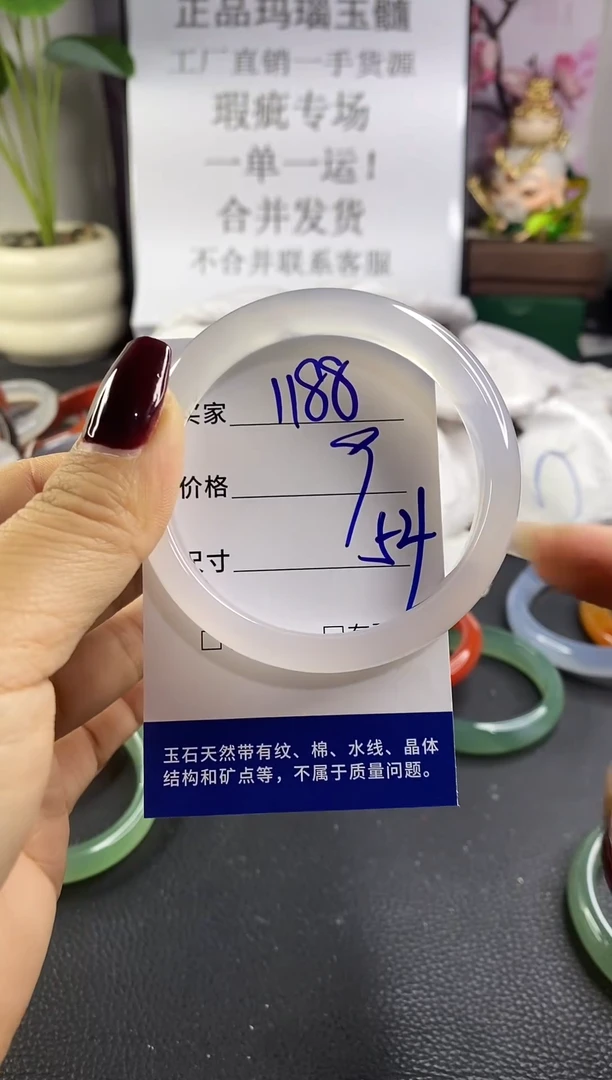 正品玛瑙玉髓
工厂直销一手货源
瑕疵专场
一单一运!
合并发货
不合并联系客服
买家 1188
价格
尺寸 54
玉石天然带有纹、棉、水线、晶体
结构和矿点等，不属于质量问题。